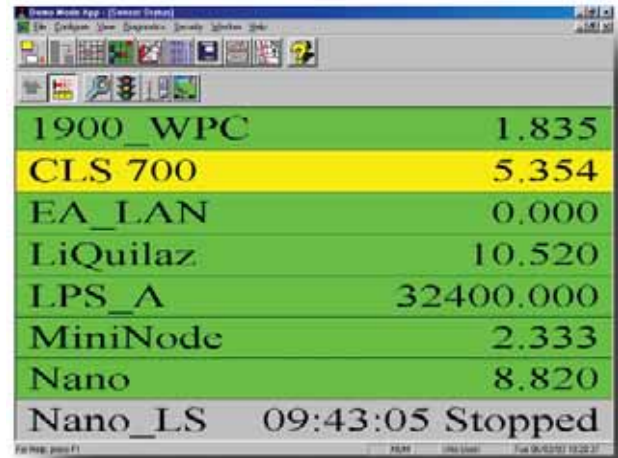 Demo Mode App - [Sensor Status]
File Configure View Diagnostics Security Window Help
1900_WPC 1.835
CLS 700 5.354
EA_LAN 0.000
LiQuilaz 10.520
LPS_A 32400.000
MiniNode 2.333
Nano 8.820
Nano_LS 09:43:05 Stopped
For Help, press F1 NUM